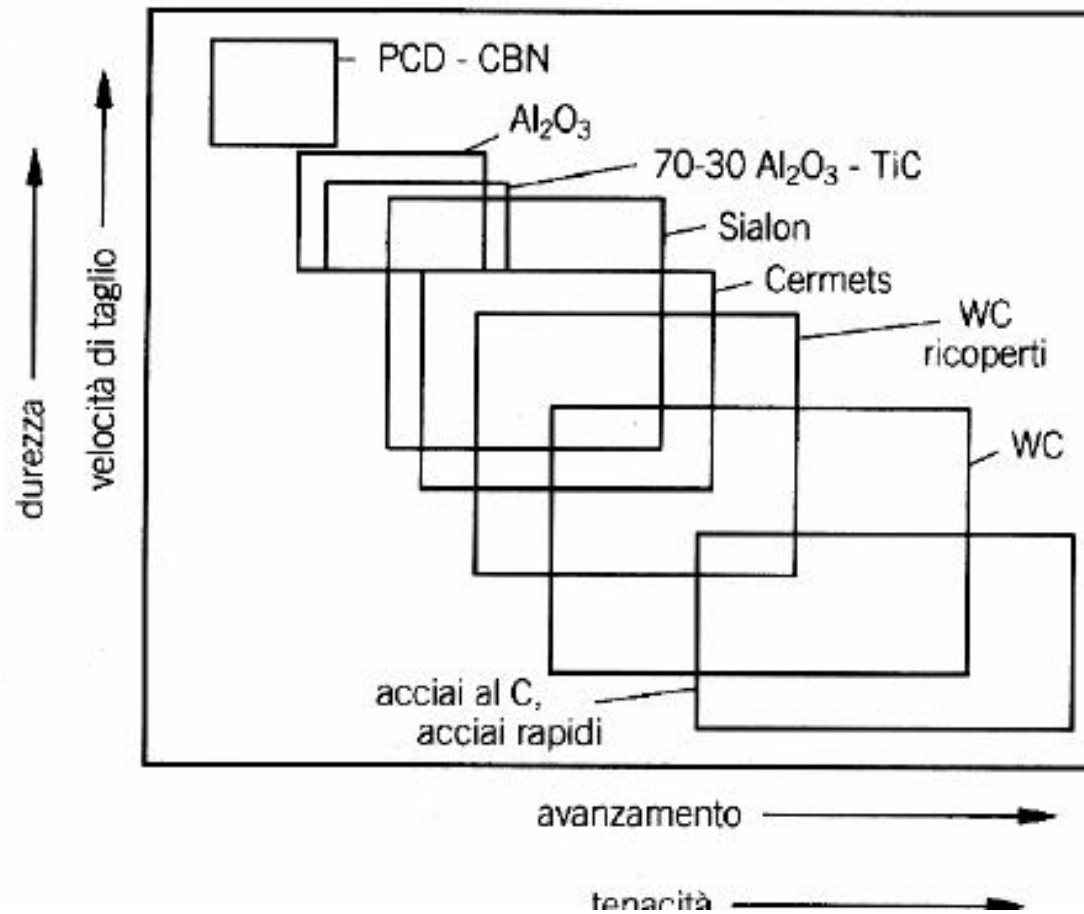 PCD - CBN
Al₂O₃
70-30 Al₂O₃ - TiC
Sialon
Cermets
WC
ricoperti
WC
acciai al C,
acciai rapidi
durezza
velocità di taglio
avanzamento
tenacità